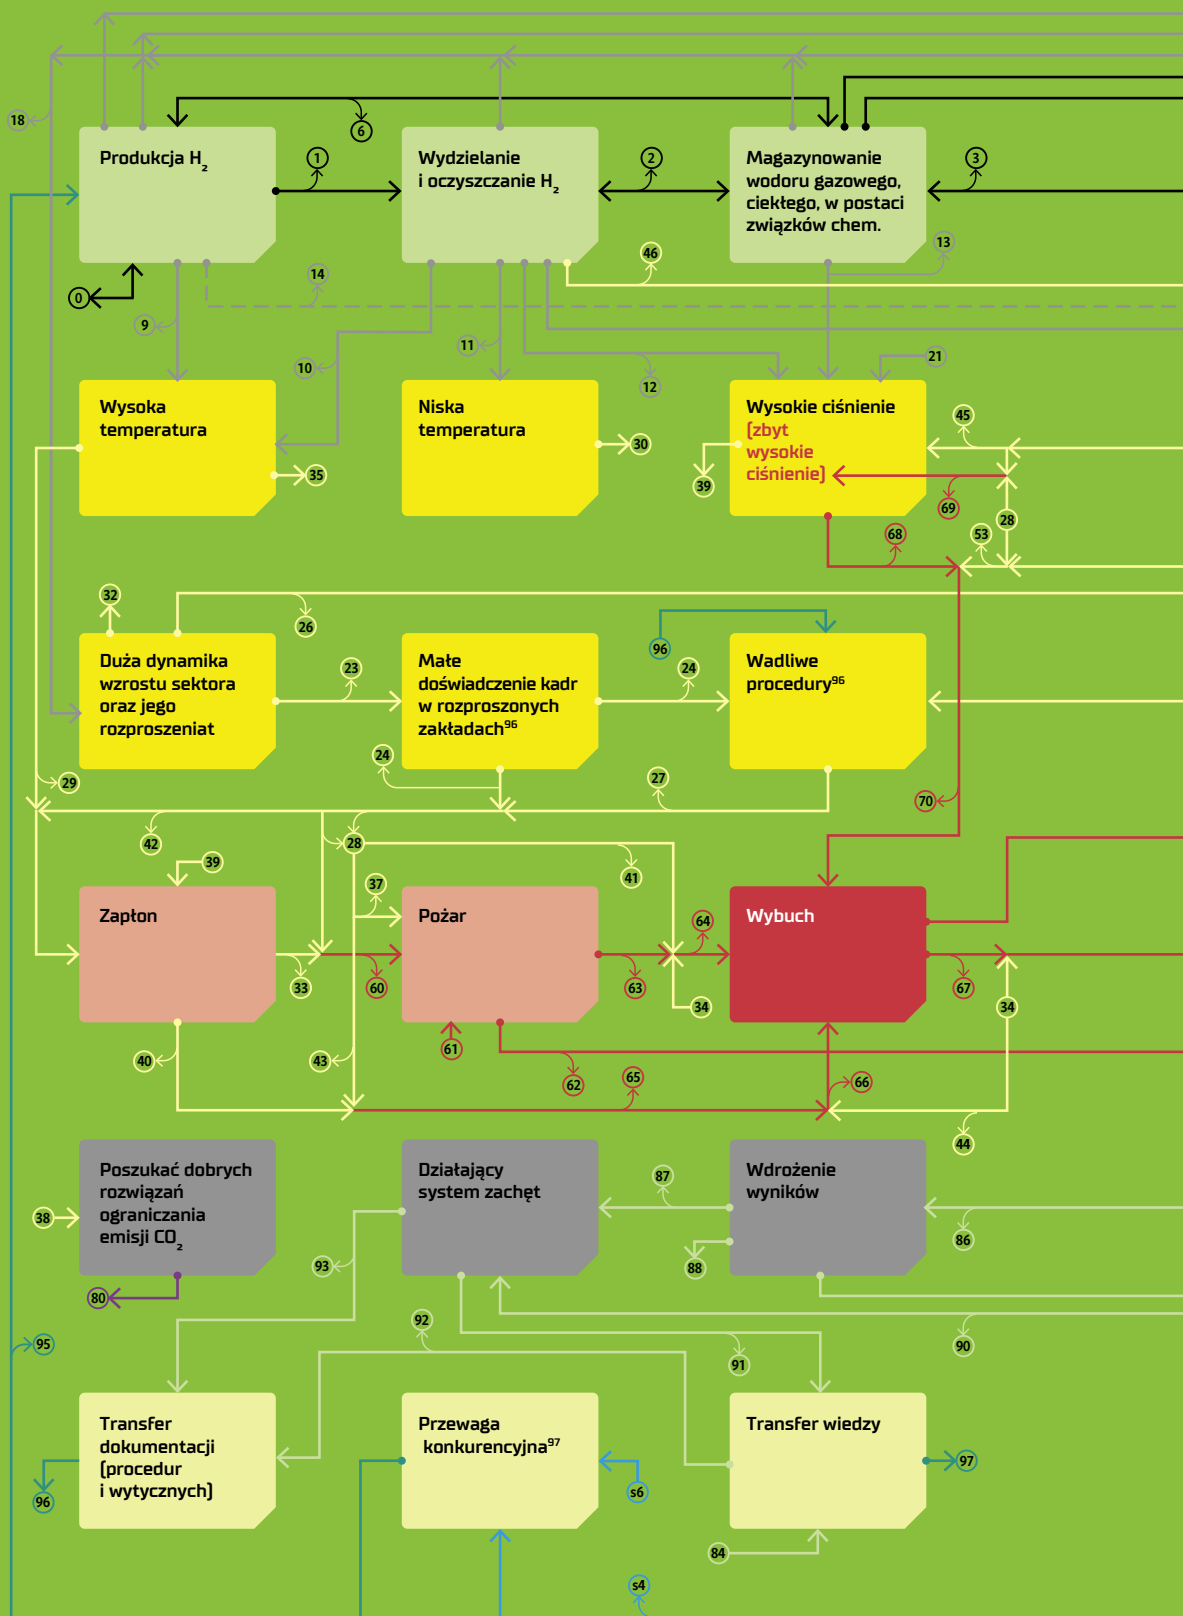 18
6
Produkcja H₂
1
Wydzielanie
i oczyszczanie H₂
2
Magazynowanie
wodoru gazowego,
ciekłego, w postaci
związków chem.
3
13
46
14
0
9
10
11
12
21
Wysoka
temperatura
35
Niska
temperatura
30
Wysokie ciśnienie
(zbyt
wysokie
ciśnienie)
39
45
69
28
53
68
32
26
96
Duża dynamika
wzrostu sektora
oraz jego
rozproszeniat
23
Małe
doświadczenie kadr
w rozproszonych
zakładach⁹⁶
24
Wadliwe
procedury⁹⁶
24
29
27
70
42
28
41
39
37
Zapłon
33
60
Pożar
64
63
34
Wybuch
67
34
40
43
61
62
65
66
44
Poszukać dobrych
rozwiązań
ograniczania
emisji CO₂
38
80
Działający
system zachęt
87
88
Wdrożenie
wyników
86
93
95
92
91
90
Transfer
dokumentacji
(procedur
i wytycznych)
96
Przewaga
konkurencyjna⁹⁷
s6
Transfer wiedzy
97
84
s4